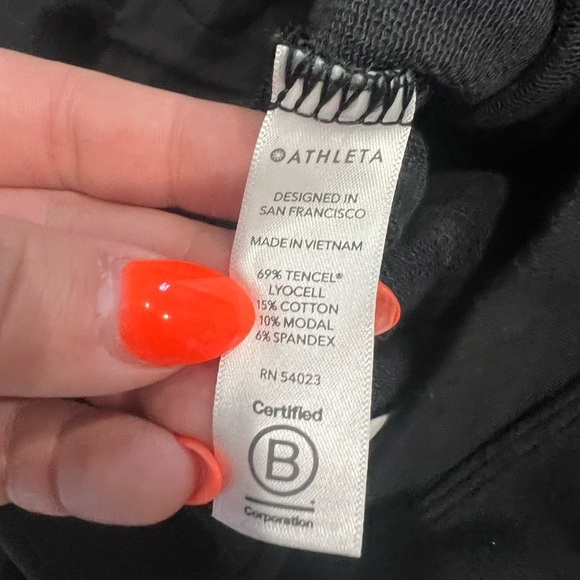 ATHLETA
DESIGNED IN
SAN FRANCISCO
MADE IN VIETNAM
69% TENCEL®
LYOCELL
15% COTTON
10% MODAL
6% SPANDEX
RN 54023
Certified
B
Corporation